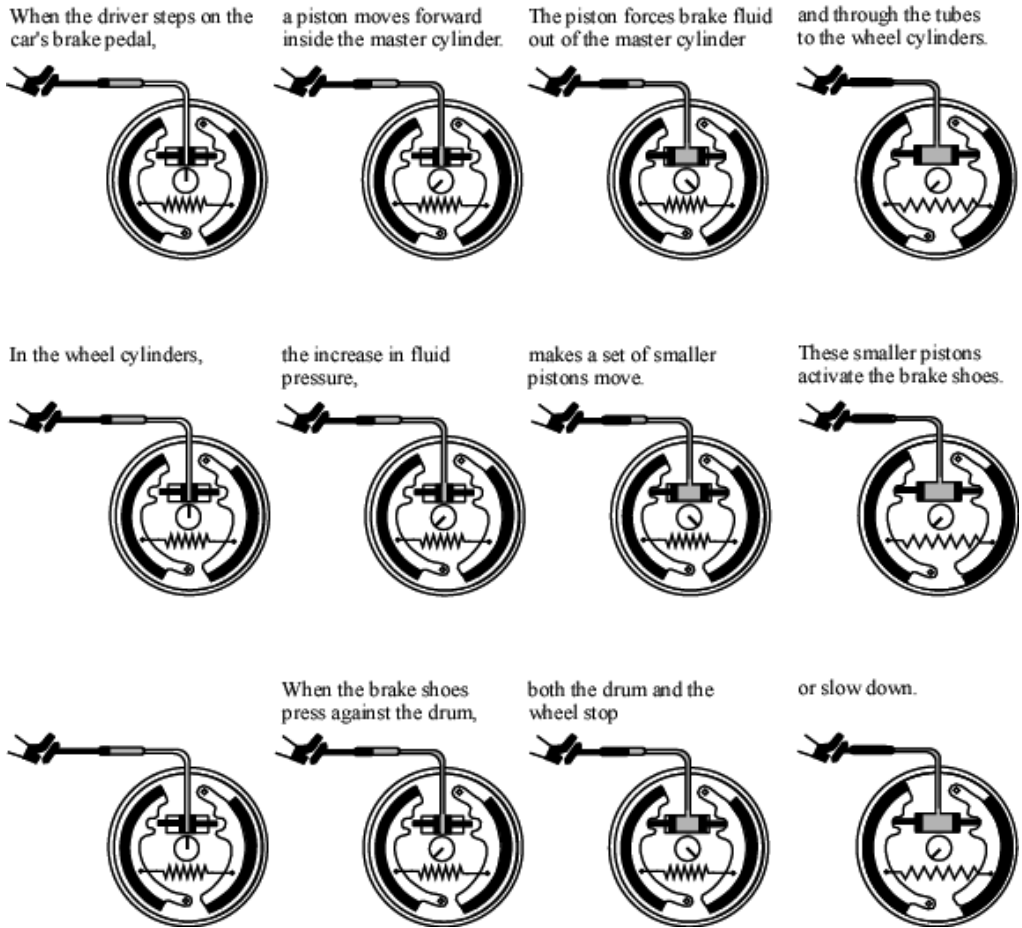 When the driver steps on the
car's brake pedal,
a piston moves forward
inside the master cylinder.
The piston forces brake fluid
out of the master cylinder
and through the tubes
to the wheel cylinders.
In the wheel cylinders,
the increase in fluid
pressure,
makes a set of smaller
pistons move.
These smaller pistons
activate the brake shoes.
When the brake shoes
press against the drum,
both the drum and the
wheel stop
or slow down.